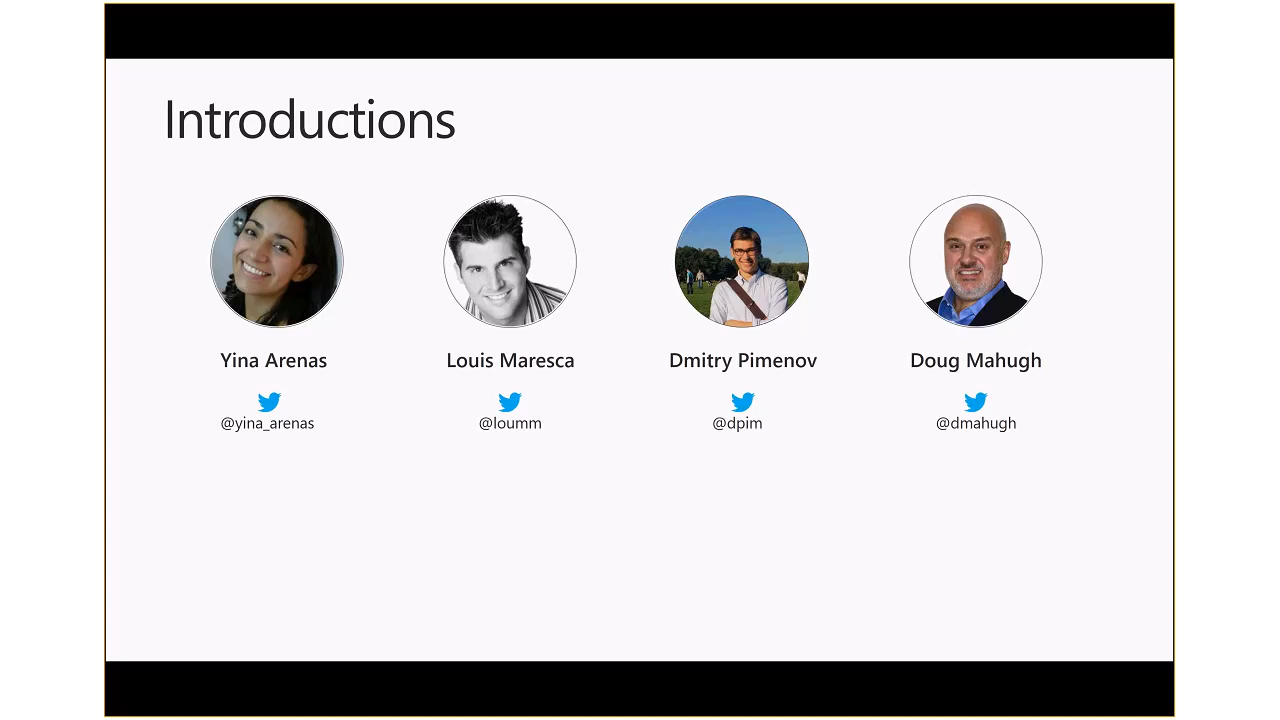 Introductions
Yina Arenas
Louis Maresca
Dmitry Pimenov
Doug Mahugh
@yina_arenas
@loumm
@dpim
@dmahugh